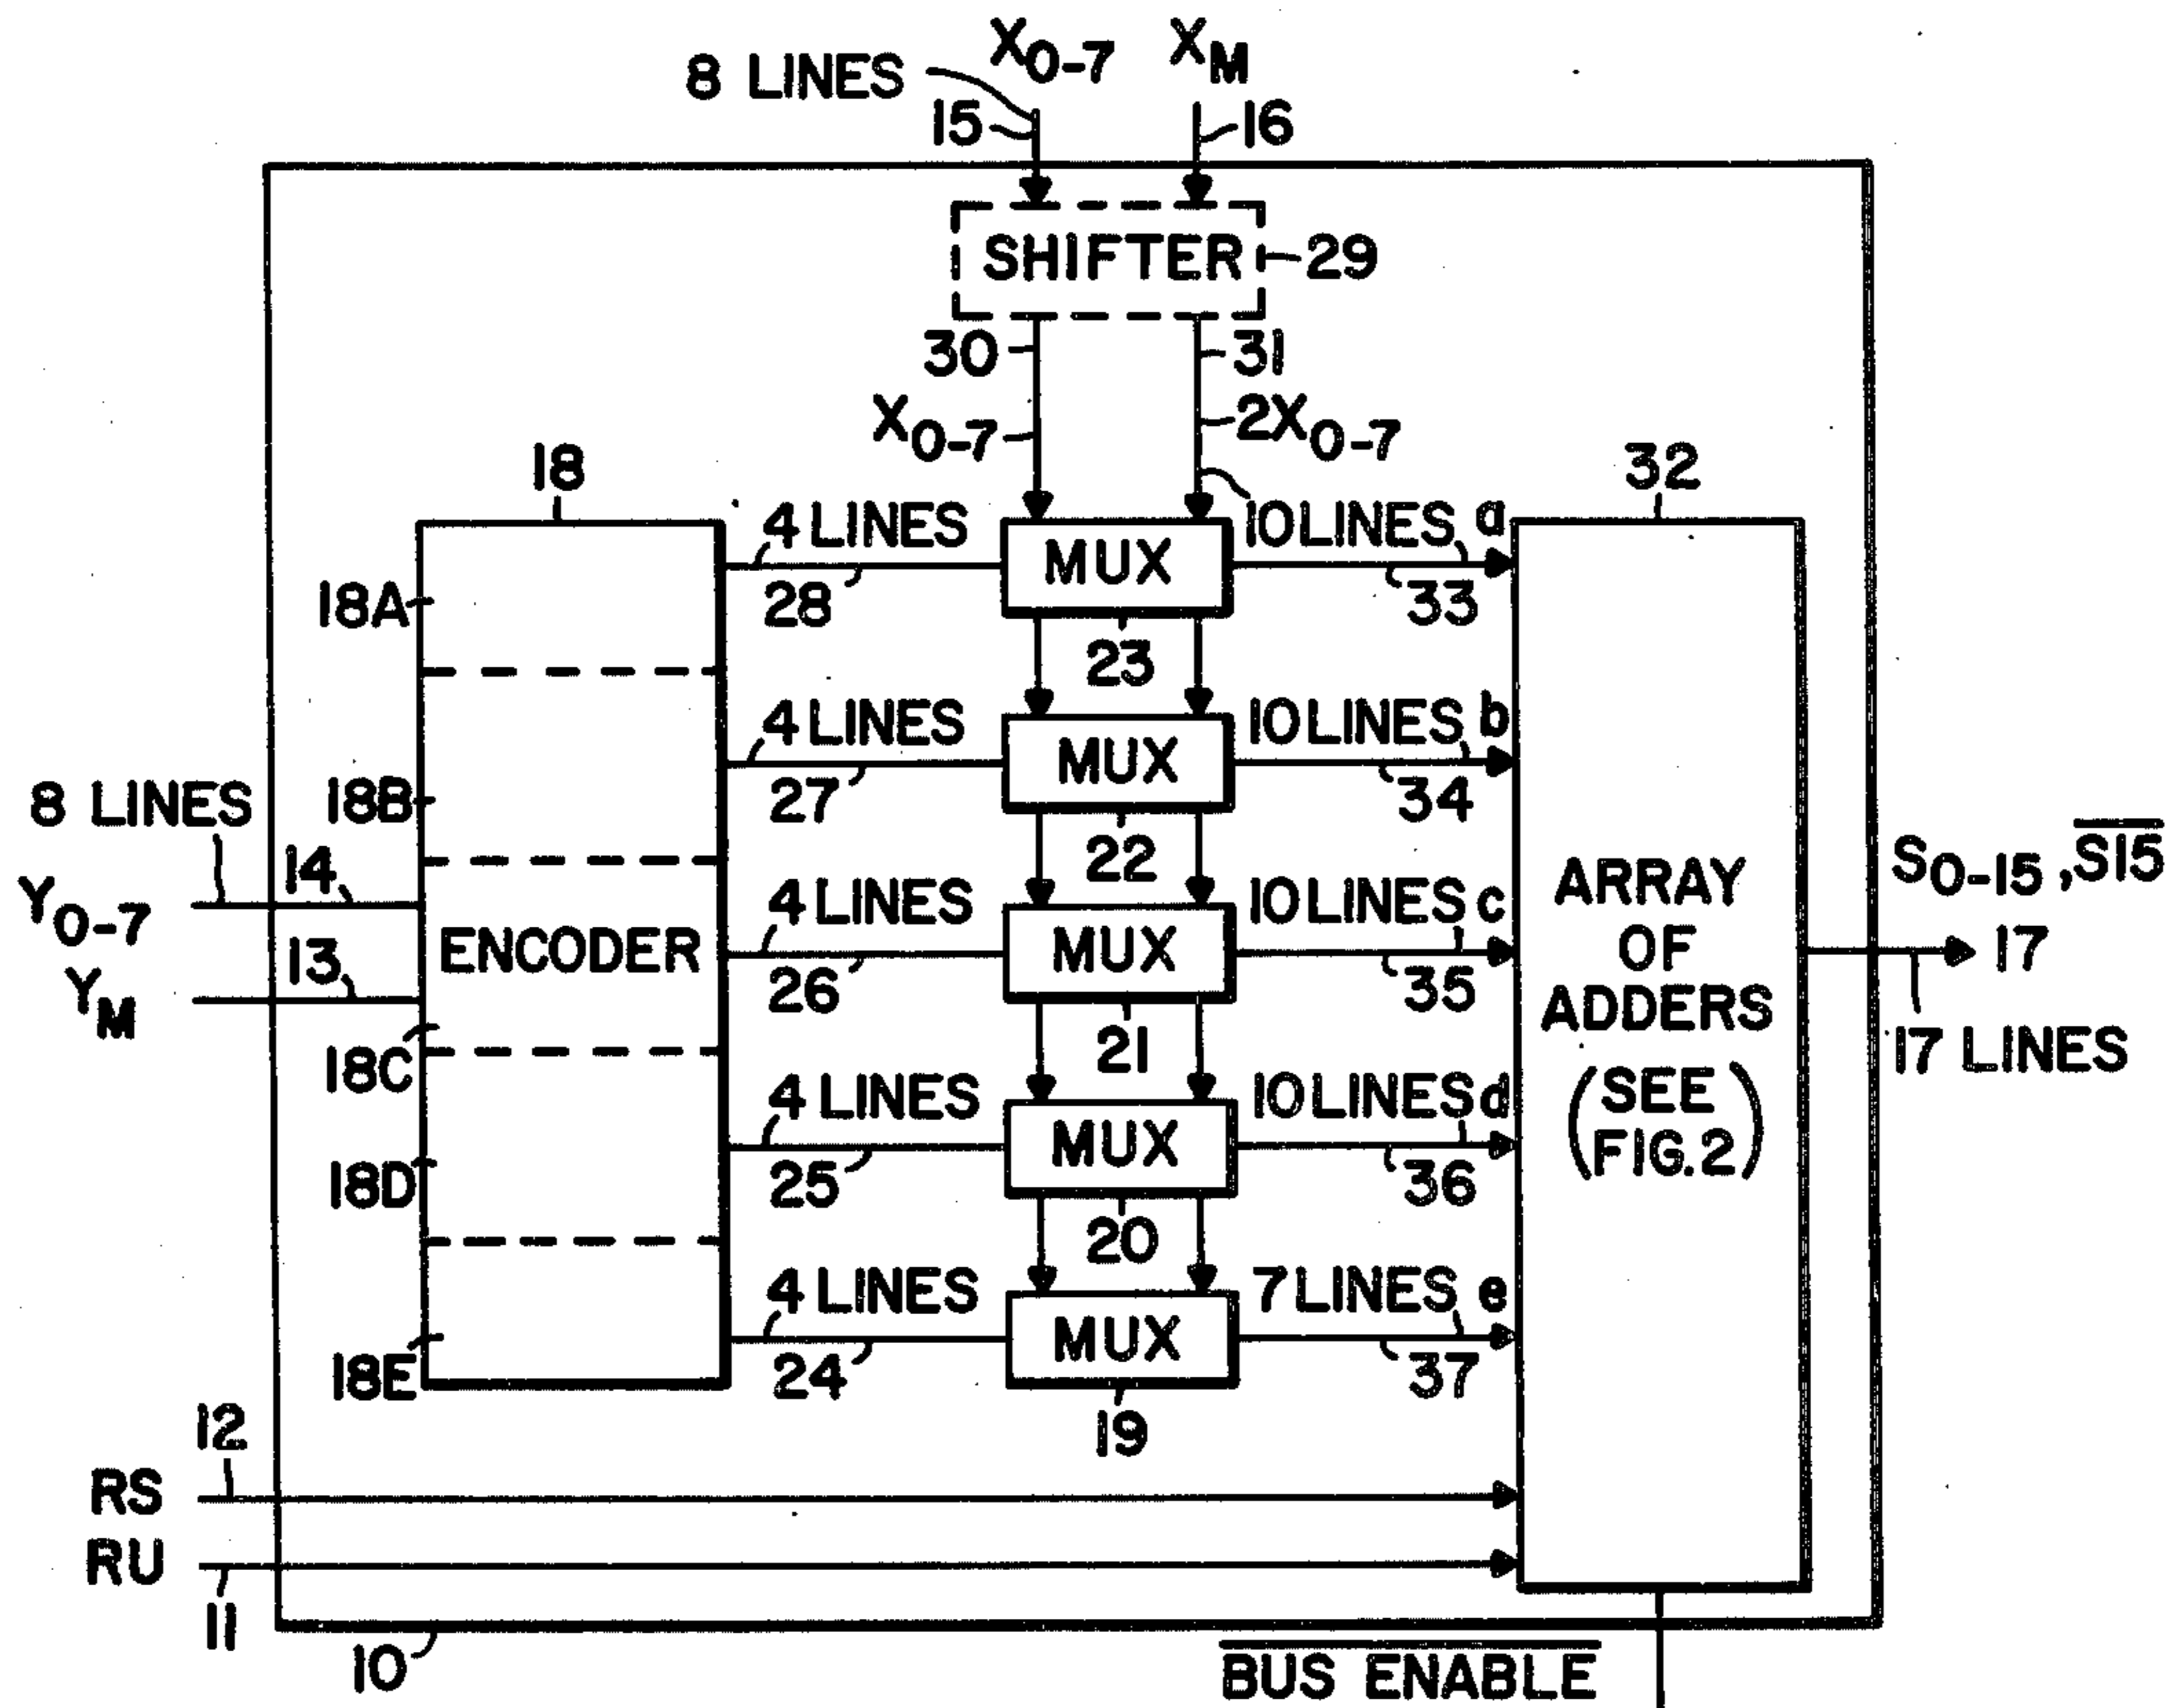 X0-7 XM
8 LINES
15 16
SHIFTER 29
30 31
X0-7 2X0-7
18 32
4 LINES 10 LINES a
MUX
18A 28 33
23
4 LINES 10 LINES b
MUX
8 LINES 18B 27 34
22
14 4 LINES 10 LINES c
Y0-7
S0-15, S̅1̅5̅
ENCODER MUX ARRAY OF ADDERS (SEE FIG. 2)
13 17
YM 26 35
17 LINES
18C 21
4 LINES 10 LINES d
MUX
18D 25 36
20
4 LINES 7 LINES e
MUX
18E 24 37
19
12
RS
RU
11
10 B̅U̅S̅ E̅N̅A̅B̅L̅E̅